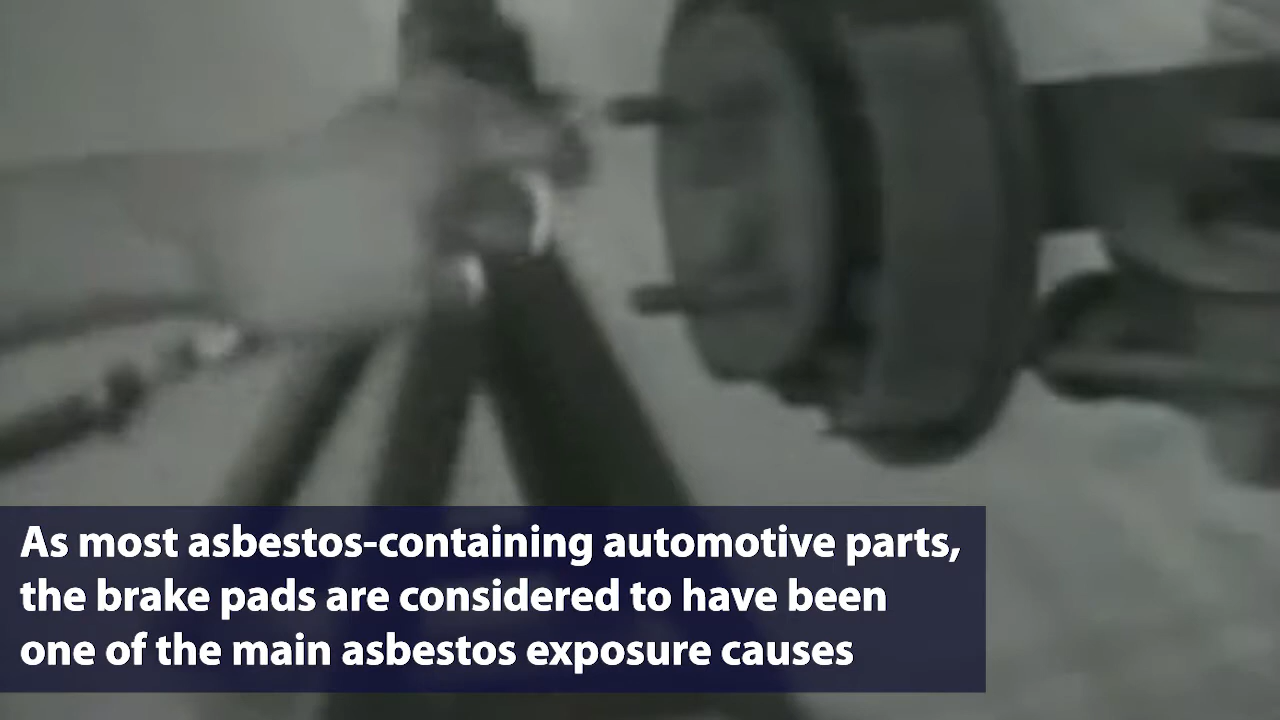 As most asbestos-containing automotive parts,
the brake pads are considered to have been
one of the main asbestos exposure causes